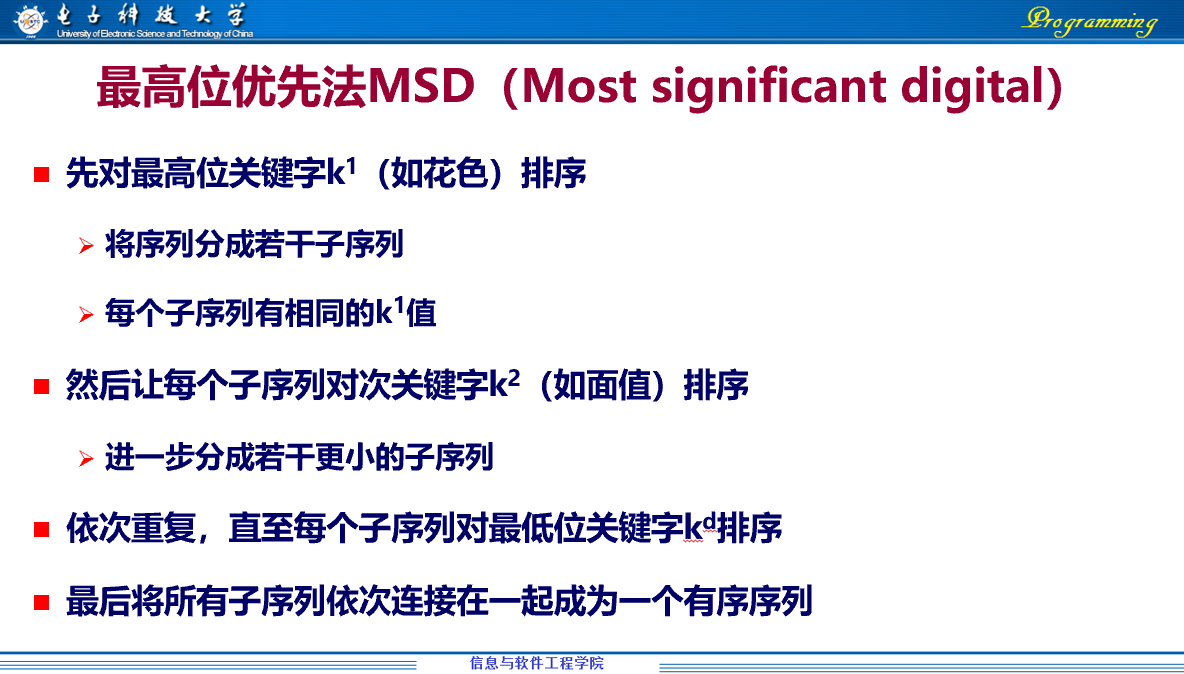 电子科技大学
University of Electronic Science and Technology of China
Programming
最高位优先法MSD（Most significant digital）
先对最高位关键字k¹（如花色）排序
将序列分成若干子序列
每个子序列有相同的k¹值
然后让每个子序列对次关键字k²（如面值）排序
进一步分成若干更小的子序列
依次重复，直至每个子序列对最低位关键字kᵈ排序
最后将所有子序列依次连接在一起成为一个有序序列
信息与软件工程学院